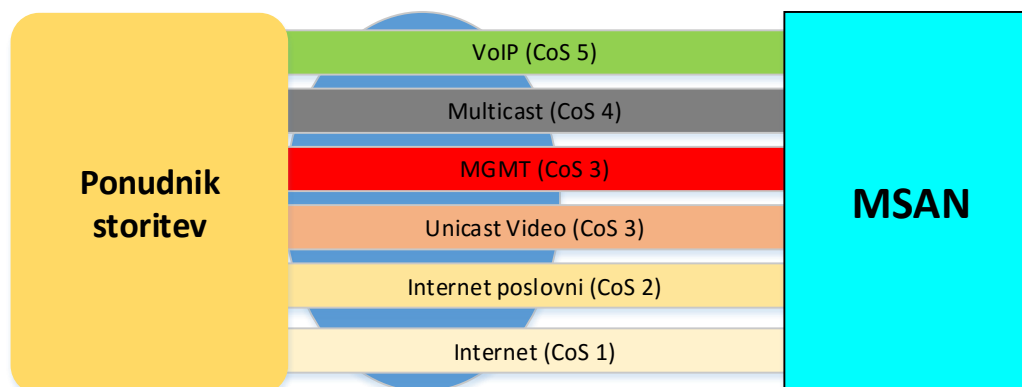 VoIP (CoS 5)
Multicast (CoS 4)
MGMT (CoS 3)
Ponudnik
storitev
MSAN
Unicast Video (CoS 3)
Internet poslovni (CoS 2)
Internet (CoS 1)